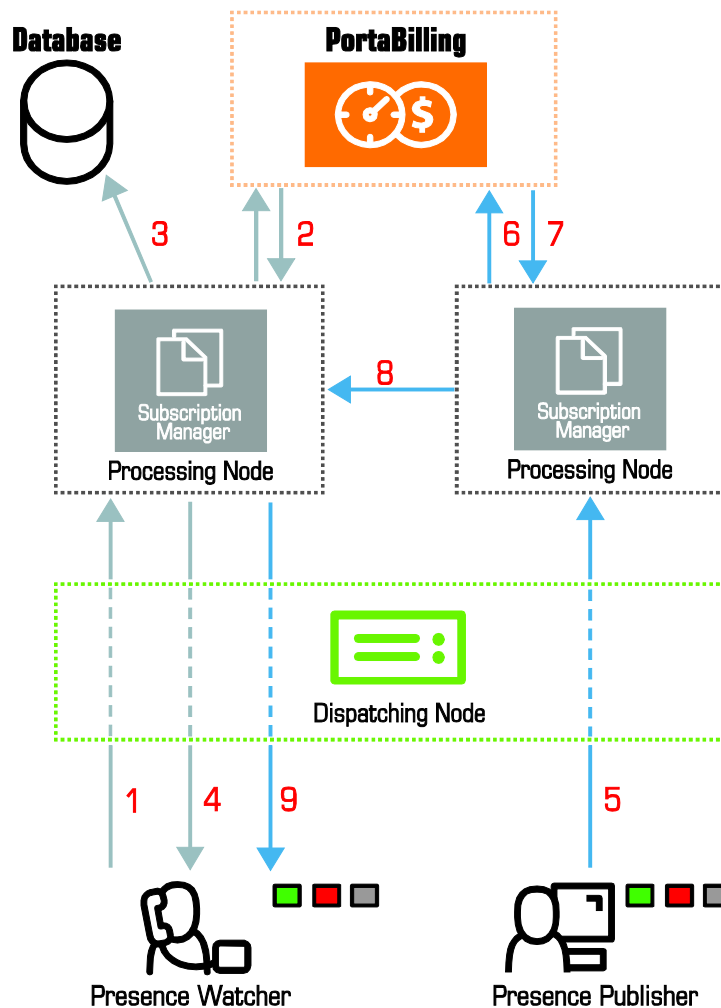 Database
PortaBilling
$
3
2
6
7
8
Subscription
Manager
Processing Node
Subscription
Manager
Processing Node
Dispatching Node
1
4
9
5
Presence Watcher
Presence Publisher